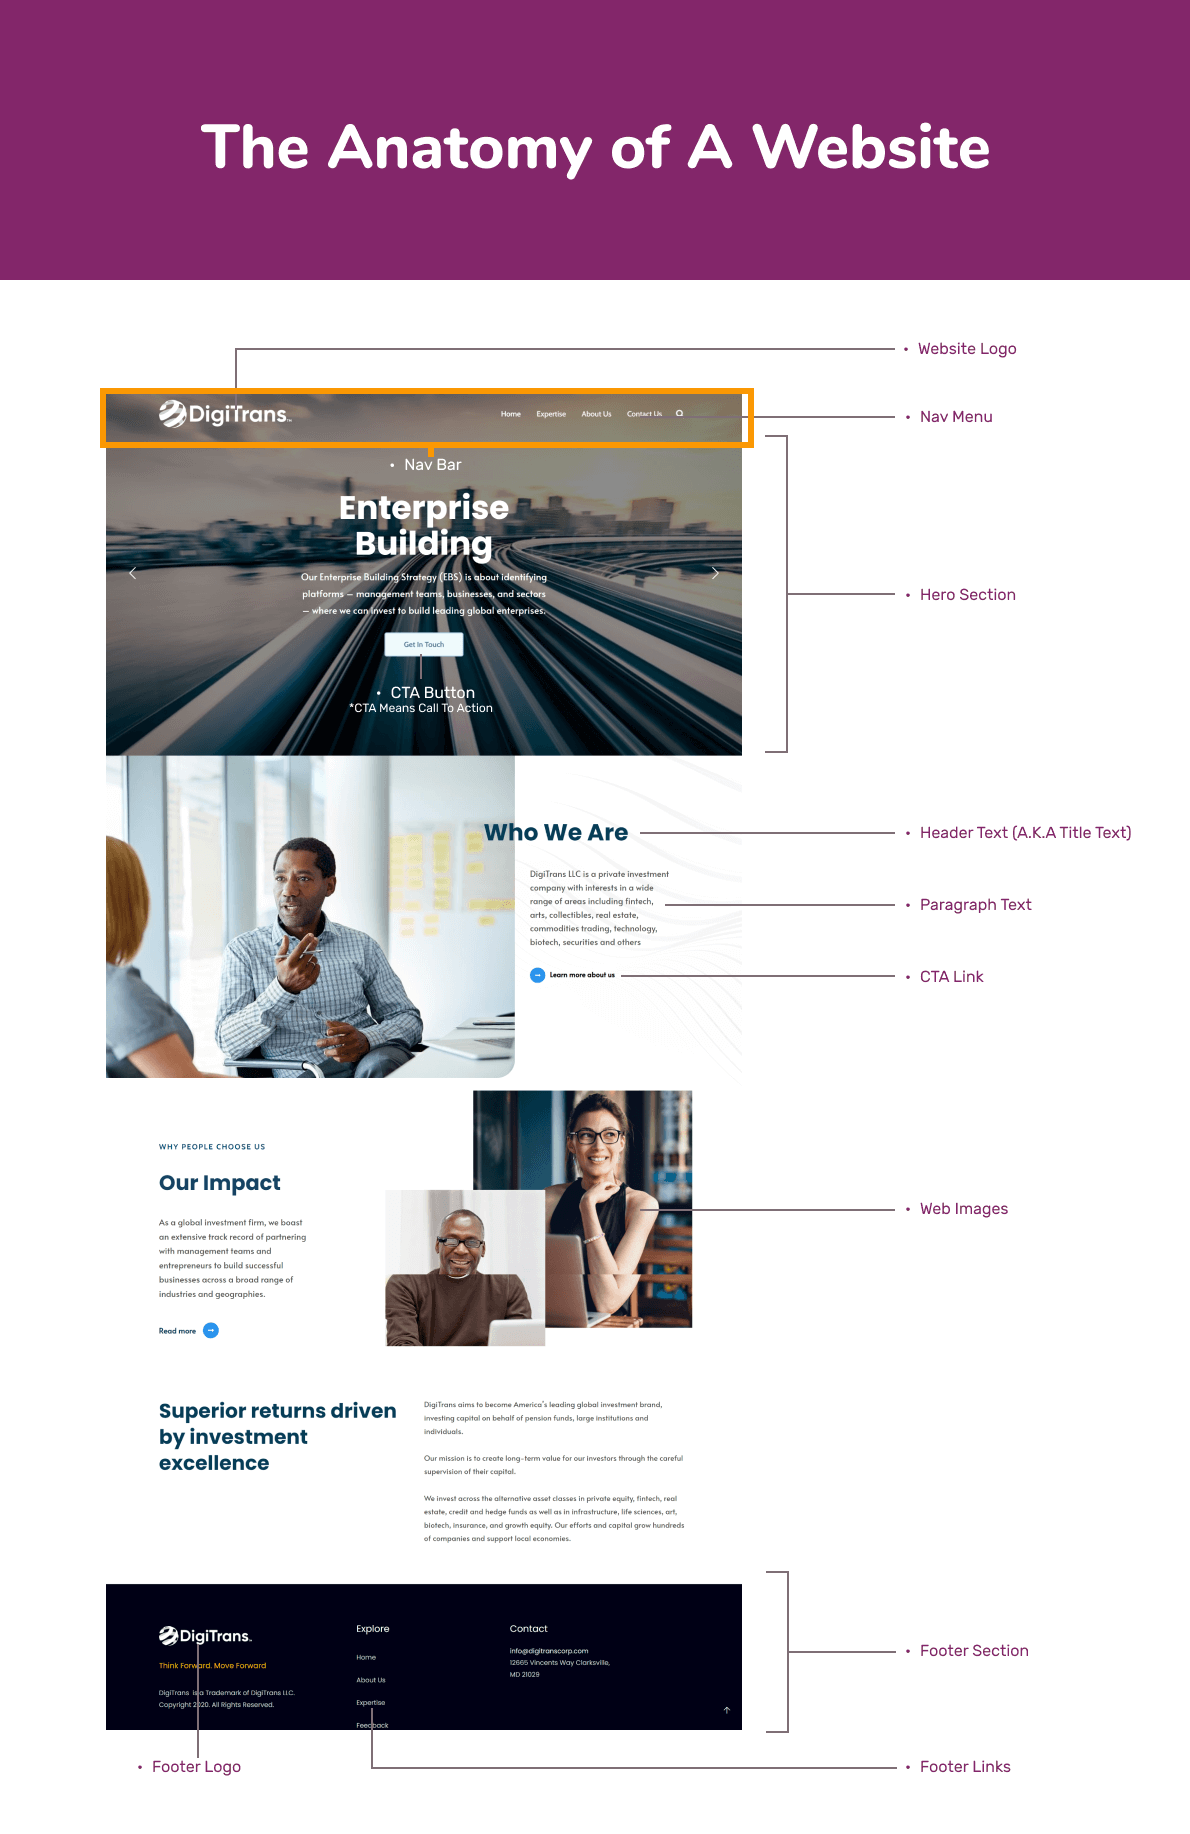 The Anatomy of A Website
• Website Logo
DigiTrans™
Home Expertise About Us Contact Us
• Nav Menu
• Nav Bar
Enterprise
Building
Our Enterprise Building Strategy (EBS) is about identifying
platforms – management teams, businesses, and sectors
– where we can invest to build leading global enterprises.
• Hero Section
Get In Touch
• CTA Button
*CTA Means Call To Action
Who We Are
• Header Text (A.K.A Title Text)
DigiTrans LLC is a private investment
company with interests in a wide
range of areas including fintech,
arts, collectibles, real estate,
commodities trading, technology,
biotech, securities and others
• Paragraph Text
Learn more about us
• CTA Link
WHY PEOPLE CHOOSE US
Our Impact
As a global investment firm, we boast
an extensive track record of partnering
with management teams and
entrepreneurs to build successful
businesses across a broad range of
industries and geographies.
Read more
• Web Images
Superior returns driven
by investment
excellence
DigiTrans aims to become America's leading global investment brand,
investing capital on behalf of pension funds, large institutions and
individuals.
Our mission is to create long-term value for our investors through the careful
supervision of their capital.
We invest across the alternative asset classes in private equity, fintech, real
estate, credit and hedge funds as well as in infrastructure, life sciences, art,
biotech, insurance, and growth equity. Our efforts and capital grow hundreds
of companies and support local economies.
DigiTrans™
Think Forward. Move Forward
DigiTrans is a Trademark of DigiTrans LLC.
Copyright 2020. All Rights Reserved.
Explore
Home
About Us
Expertise
Feedback
Contact
info@digitranscorp.com
12665 Vincents Way Clarksville,
MD 21029
• Footer Section
• Footer Logo
• Footer Links